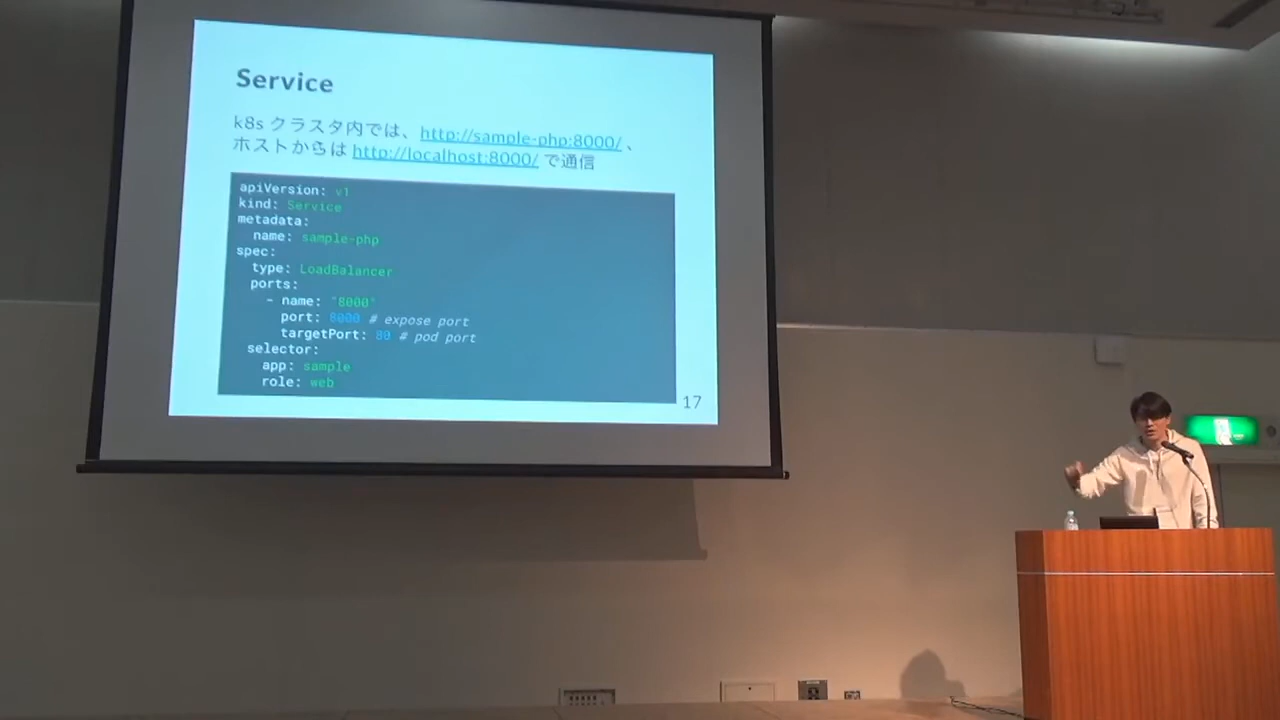 Service
k8s クラスタ内では、http://sample-php:8000/ 、
ホストからは http://localhost:8000/ で通信
apiVersion: v1
kind: Service
metadata:
  name: sample-php
spec:
  type: LoadBalancer
  ports:
    - name: "8000"
      port: 8000 # expose port
      targetPort: 80 # pod port
  selector:
    app: sample
    role: web
17